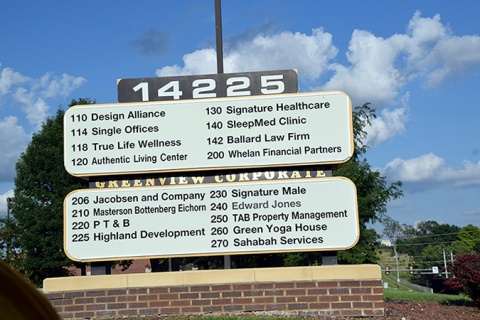 14225
110 Design Alliance
114 Single Offices
118 True Life Wellness
120 Authentic Living Center
130 Signature Healthcare
140 SleepMed Clinic
142 Ballard Law Firm
200 Whelan Financial Partners
GREENVIEW CORPORATE
206 Jacobsen and Company
210 Masterson Bottenberg Eichorn
220 P T & B
225 Highland Development
230 Signature Male
240 Edward Jones
250 TAB Property Management
260 Green Yoga House
270 Sahabah Services